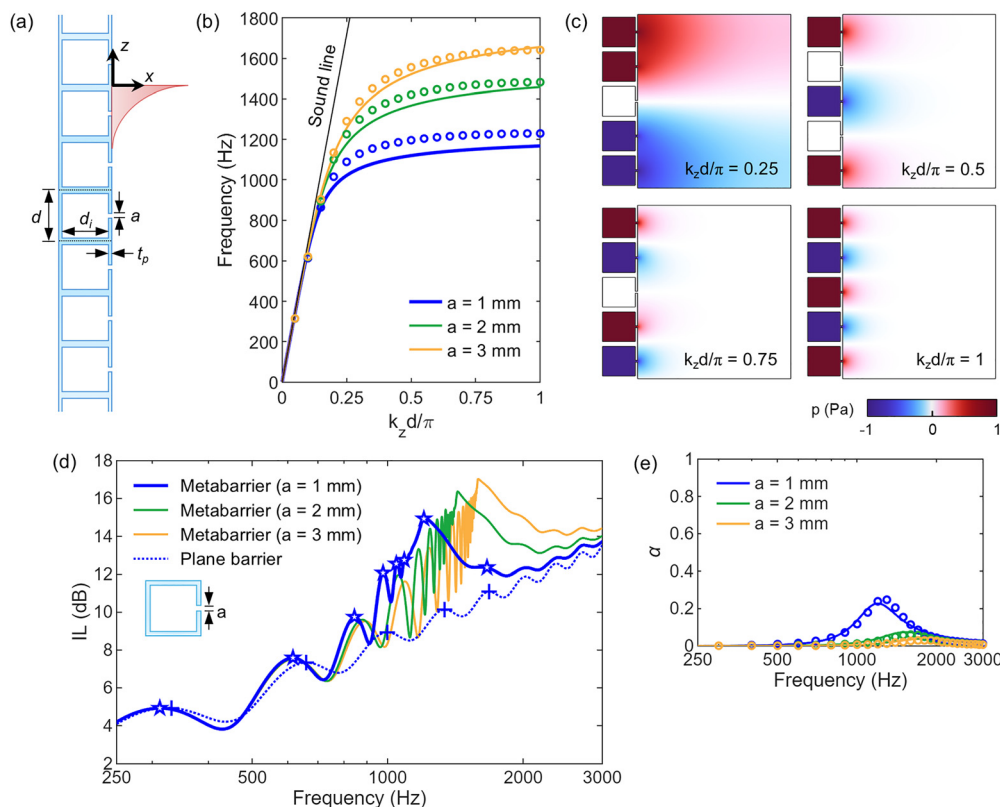 (a)
z
x
d
d_i
a
t_p
(b)
1800
1600
1400
1200
1000
800
600
400
200
0
Frequency (Hz)
Sound line
a = 1 mm
a = 2 mm
a = 3 mm
0
0.25
0.5
0.75
1
k_zd/π
(c)
k_zd/π = 0.25
k_zd/π = 0.5
k_zd/π = 0.75
k_zd/π = 1
p (Pa)
-1
0
1
(d)
18
16
14
12
10
8
6
4
2
IL (dB)
Metabarrier (a = 1 mm)
Metabarrier (a = 2 mm)
Metabarrier (a = 3 mm)
Plane barrier
a
250
500
1000
2000
3000
Frequency (Hz)
(e)
1
0.8
0.6
0.4
0.2
0
α
a = 1 mm
a = 2 mm
a = 3 mm
250
500
1000
2000
3000
Frequency (Hz)